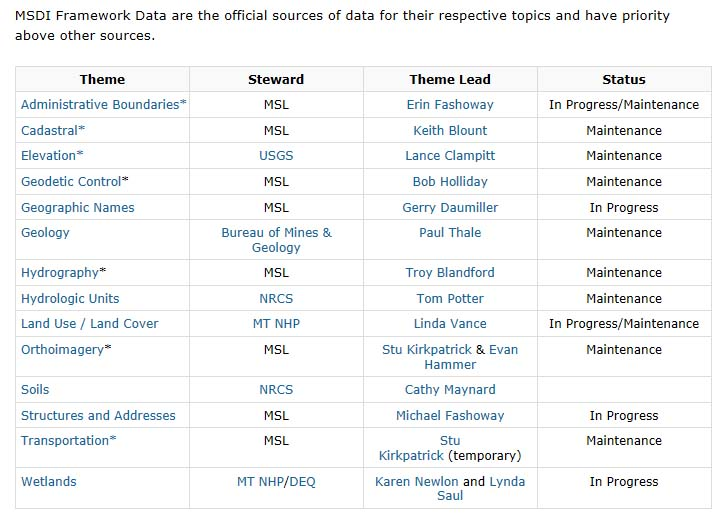 MSDI Framework Data are the official sources of data for their respective topics and have priority
above other sources.
Theme Steward Theme Lead Status
Administrative Boundaries* MSL Erin Fashoway In Progress/Maintenance
Cadastral* MSL Keith Blount Maintenance
Elevation* USGS Lance Clampitt Maintenance
Geodetic Control* MSL Bob Holliday Maintenance
Geographic Names MSL Gerry Daumiller In Progress
Geology Bureau of Mines & Paul Thale Maintenance
Geology
Hydrography* MSL Troy Blandford Maintenance
Hydrologic Units NRCS Tom Potter Maintenance
Land Use / Land Cover MT NHP Linda Vance In Progress/Maintenance
Orthoimagery* MSL Stu Kirkpatrick & Evan Maintenance
Hammer
Soils NRCS Cathy Maynard
Structures and Addresses MSL Michael Fashoway In Progress
Transportation* MSL Stu Maintenance
Kirkpatrick (temporary)
Wetlands MT NHP/DEQ Karen Newlon and Lynda In Progress
Saul